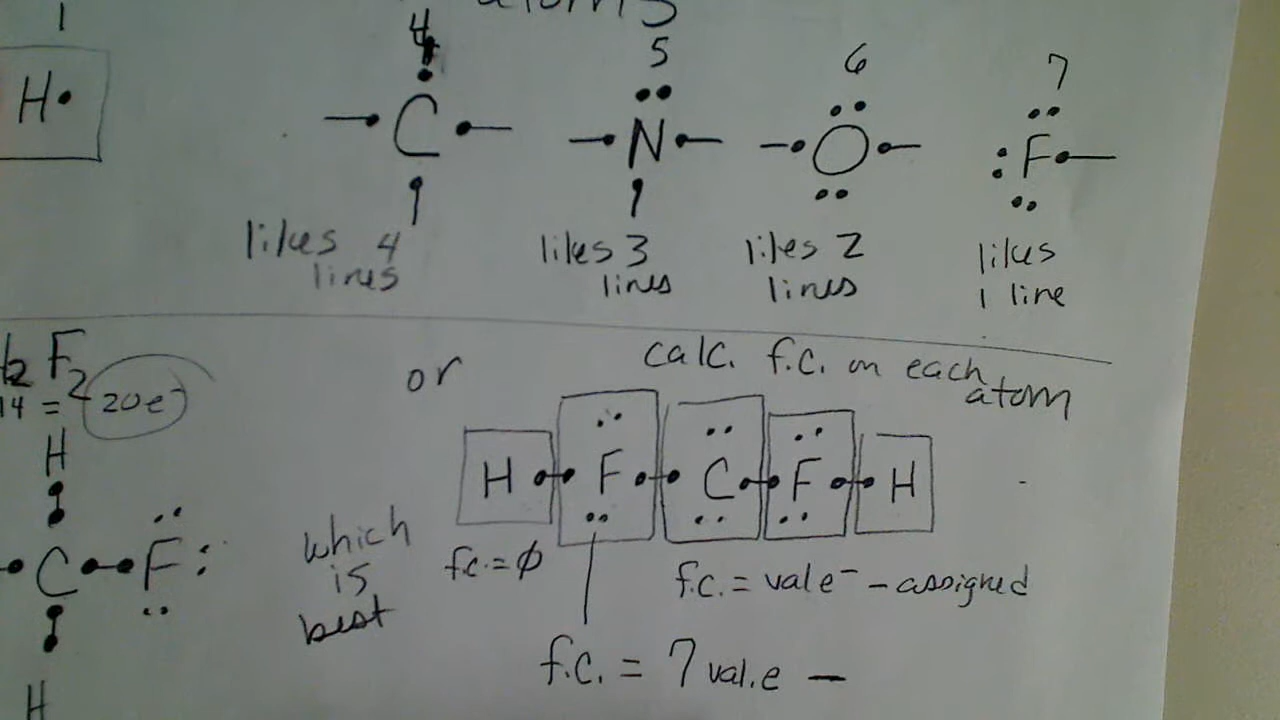 atoms
1 4 5 6 7
H C N O F
likes 4 lines
likes 3 lines
likes 2 lines
likes 1 line
F2
14 = 20e-
or
calc. f.c. on each atom
H
H F C F H
C F
H
which is best
f.c. = ϕ
f.c. = val e- - assigned
f.c. = 7 val.e -